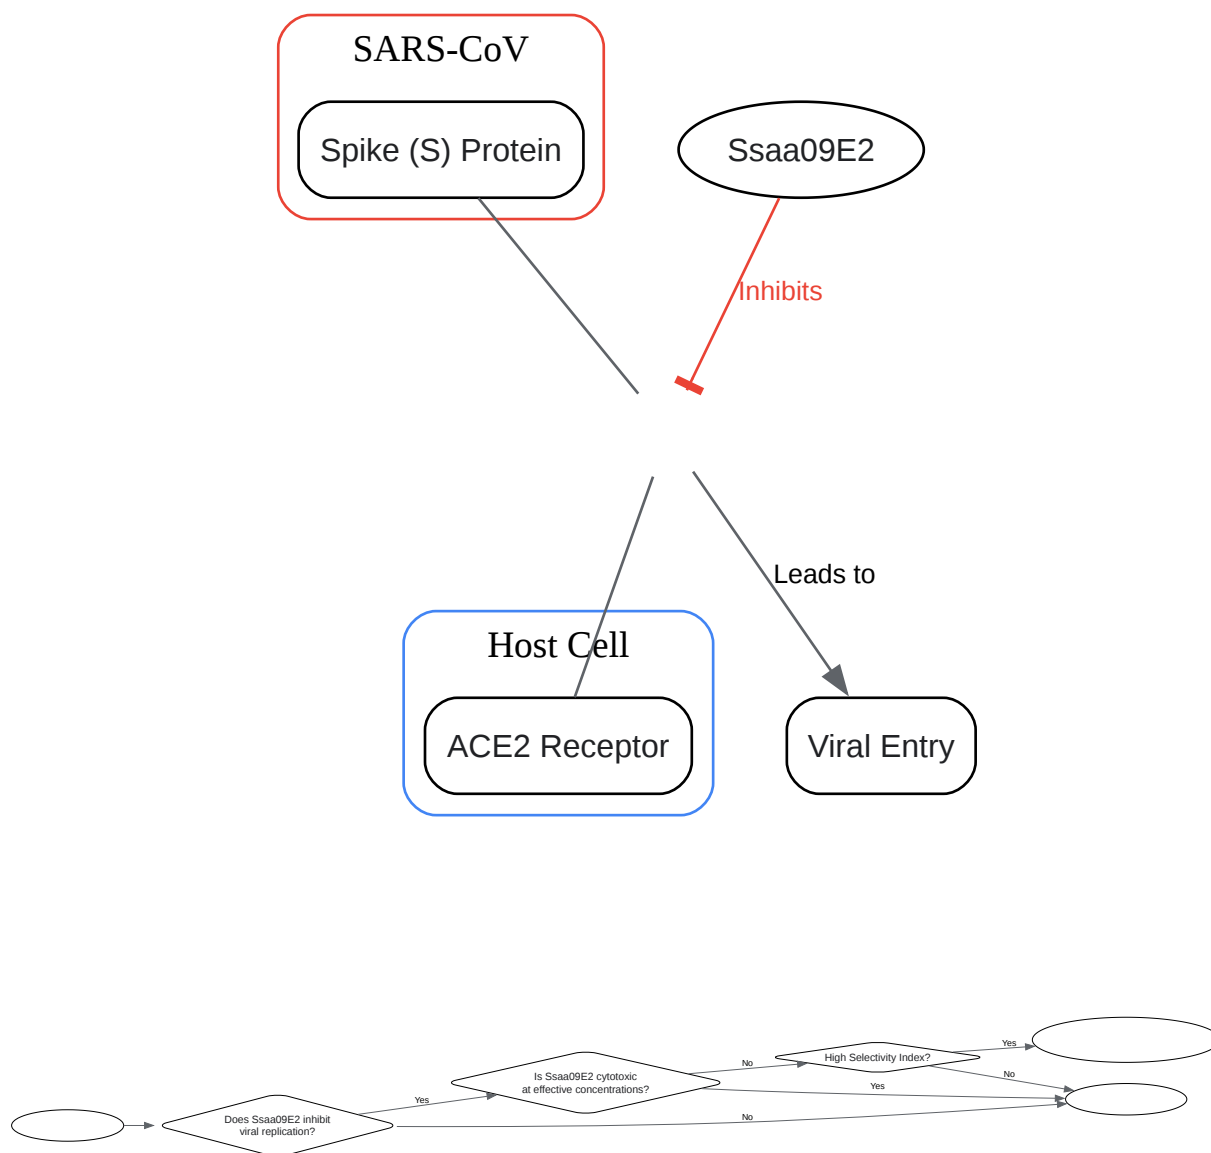 SARS-CoV
Spike (S) Protein
Ssaa09E2
Inhibits
Leads to
Host Cell
ACE2 Receptor
Viral Entry
Does Ssaa09E2 inhibit
viral replication?
Yes
Is Ssaa09E2 cytotoxic
at effective concentrations?
No
High Selectivity Index?
Yes
No
Yes
No